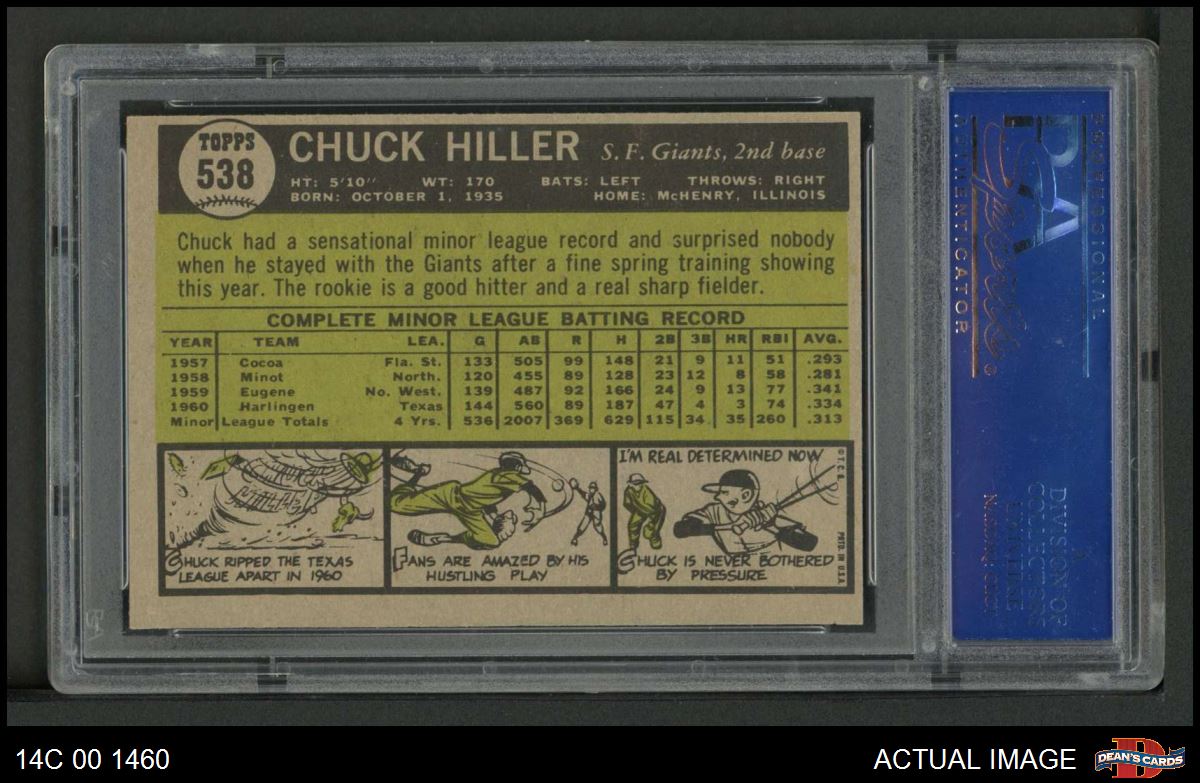 TOPPS
538
CHUCK HILLER S. F. Giants, 2nd base
HT: 5'10" WT: 170 BATS: LEFT THROWS: RIGHT
BORN: OCTOBER 1, 1935 HOME: McHENRY, ILLINOIS
Chuck had a sensational minor league record and surprised nobody
when he stayed with the Giants after a fine spring training showing
this year. The rookie is a good hitter and a real sharp fielder.
COMPLETE MINOR LEAGUE BATTING RECORD
YEAR TEAM LEA. G AB R H 2B 3B HR RBI AVG.
1957 Cocoa Fla. St. 133 505 99 148 21 9 11 51 .293
1958 Minot North. 120 455 89 128 23 12 8 58 .281
1959 Eugene No. West. 139 487 92 166 24 9 13 77 .341
1960 Harlingen Texas 144 560 89 187 47 4 3 74 .334
Minor League Totals 4 Yrs. 536 2007 369 629 115 34 35 260 .313
CHUCK HILLER
CHUCK RIPPED THE TEXAS
LEAGUE APART IN 1960
FANS ARE AMAZED BY HIS
HUSTLING PLAY
I'M REAL DETERMINED NOW
CHUCK IS NEVER BOTHERED
BY PRESSURE
©T.C.G.
PRTD. IN U.S.A.
PSA
PROFESSIONAL
Sports
AUTHENTICATOR
DIVISION OF
COLLECTORS
UNIVERSE
14C 00 1460
ACTUAL IMAGE
DEAN'S CARDS